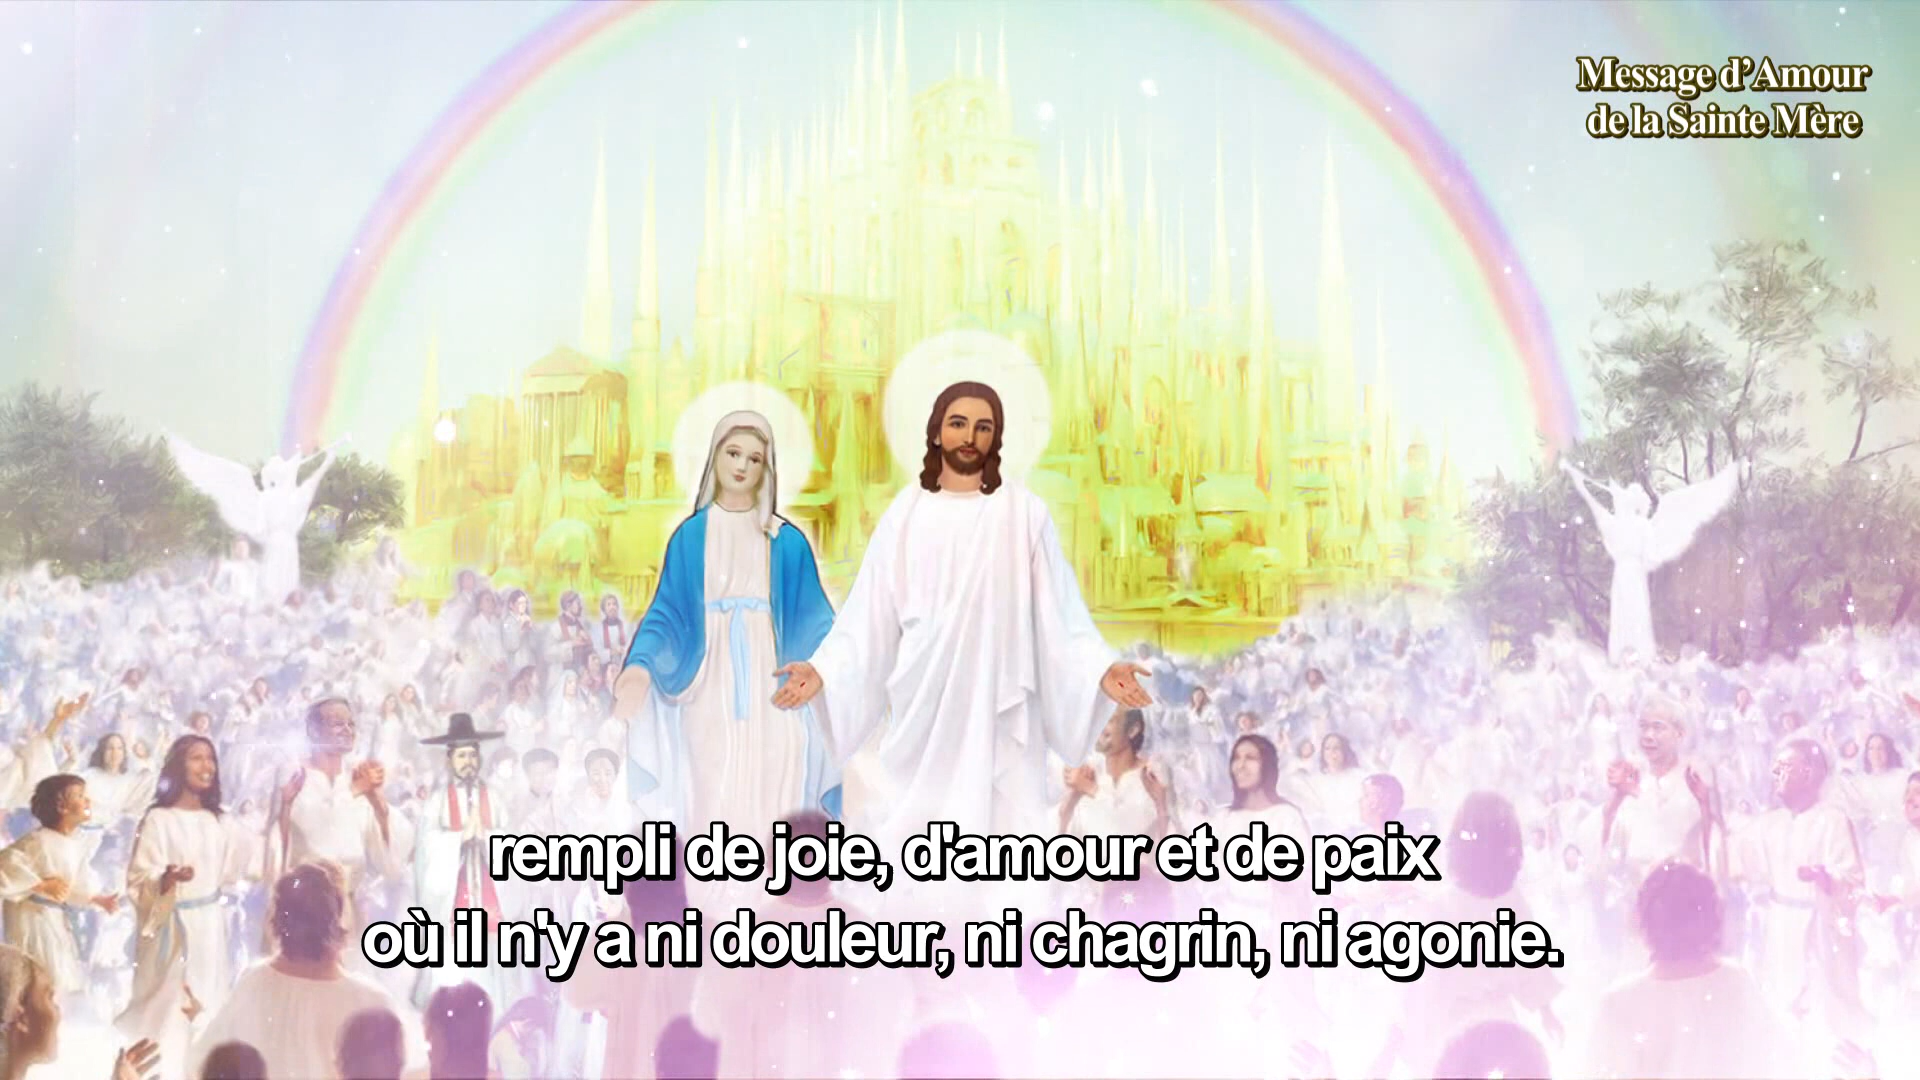 Message d’Amour
de la Sainte Mère
rempli de joie, d'amour et de paix
où il n'y a ni douleur, ni chagrin, ni agonie.